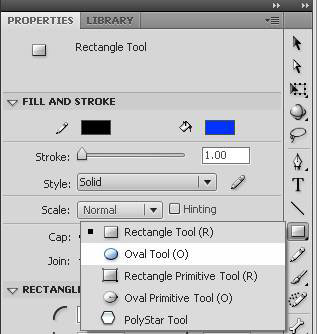 PROPERTIES LIBRARY
Rectangle Tool
FILL AND STROKE
Stroke: 1.00
Style: Solid
Scale: Normal Hinting
Cap:
Join:
Rectangle Tool (R)
Oval Tool (O)
Rectangle Primitive Tool (R)
Oval Primitive Tool (O)
PolyStar Tool
RECTANGL